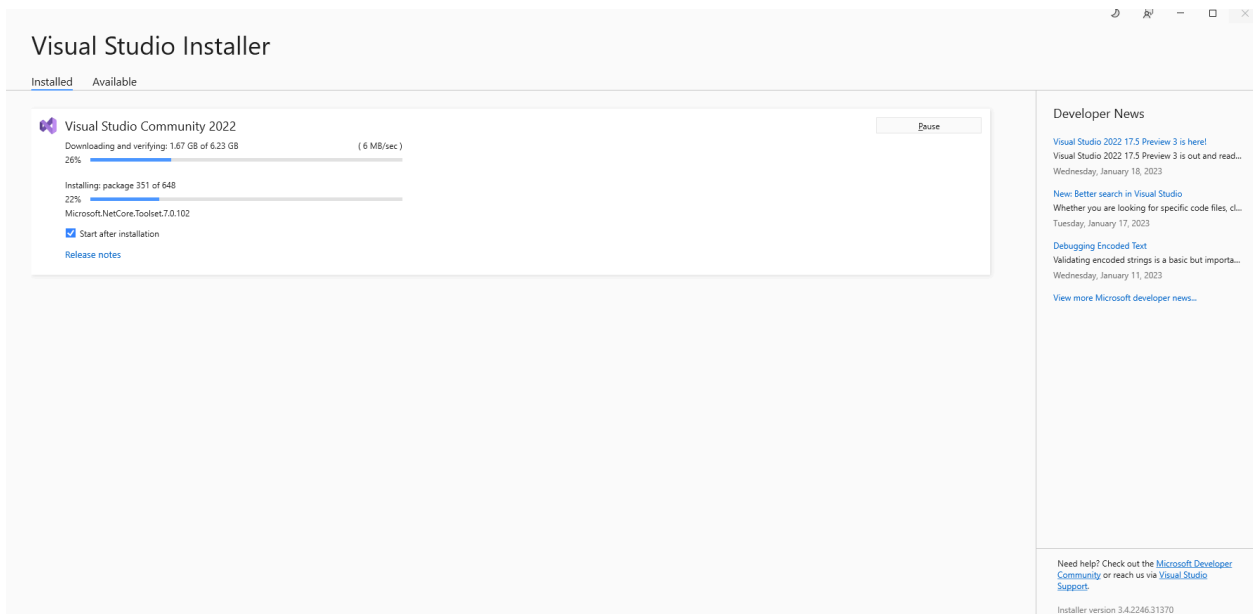 Visual Studio Installer
Installed Available
Visual Studio Community 2022
Pause
Downloading and verifying: 1.67 GB of 6.23 GB ( 6 MB/sec )
26%
Installing: package 351 of 648
22%
Microsoft.NetCore.Toolset.7.0.102
Start after installation
Release notes
Developer News
Visual Studio 2022 17.5 Preview 3 is here!
Visual Studio 2022 17.5 Preview 3 is out and read...
Wednesday, January 18, 2023
New: Better search in Visual Studio
Whether you are looking for specific code files, cl...
Tuesday, January 17, 2023
Debugging Encoded Text
Validating encoded strings is a basic but importa...
Wednesday, January 11, 2023
View more Microsoft developer news...
Need help? Check out the Microsoft Developer
Community or reach us via Visual Studio
Support.
Installer version 3.4.2246.31370